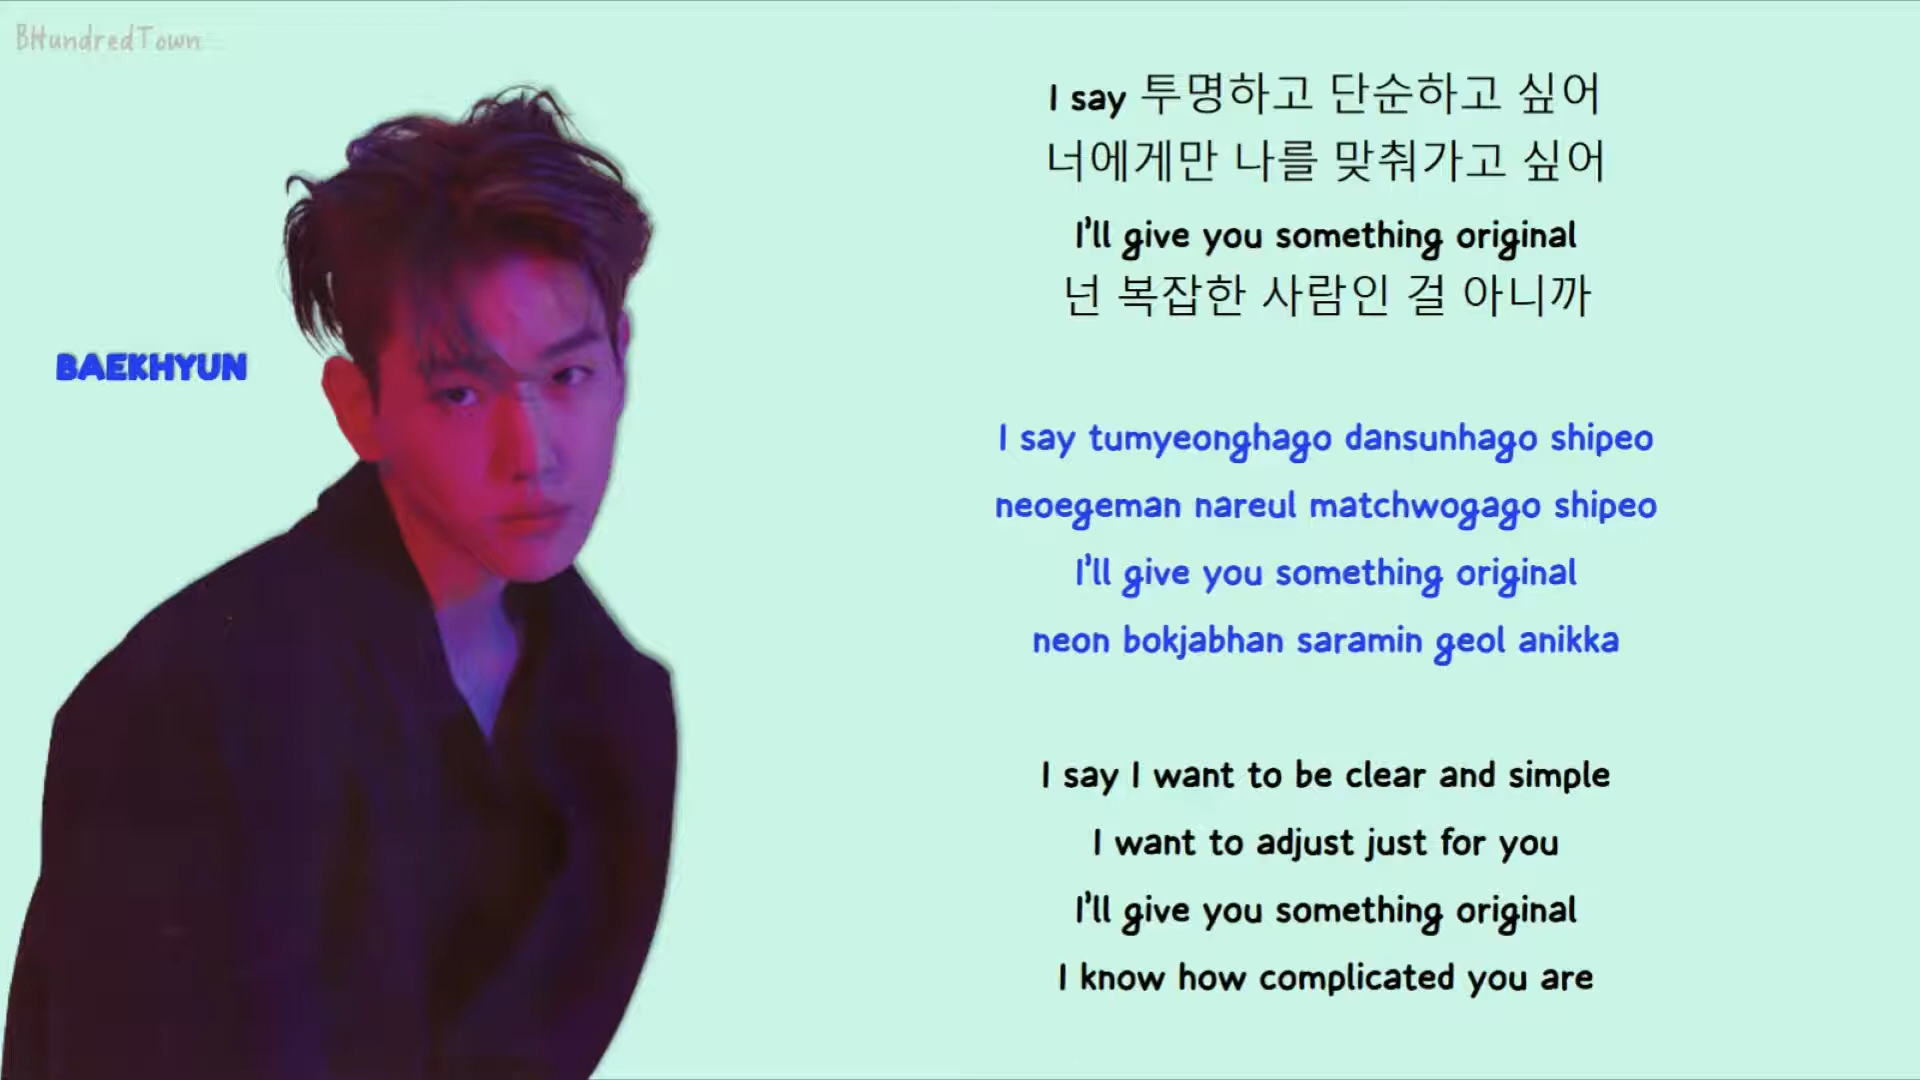 BHundredTown
BAEKHYUN
I say 투명하고 단순하고 싶어
너에게만 나를 맞춰가고 싶어
I'll give you something original
넌 복잡한 사람인 걸 아니까
I say tumyeonghago dansunhago shipeo
neoegeman nareul matchwogago shipeo
I'll give you something original
neon bokjabhan saramin geol anikka
I say I want to be clear and simple
I want to adjust just for you
I'll give you something original
I know how complicated you are